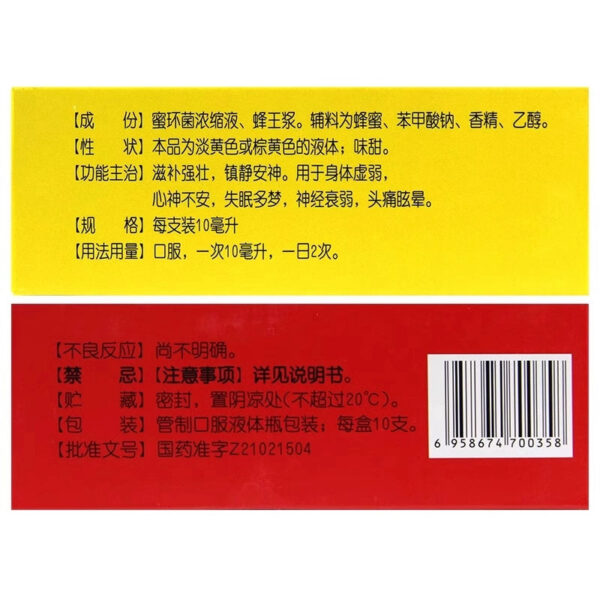 【成　份】蜜环菌浓缩液、蜂王浆。辅料为蜂蜜、苯甲酸钠、香精、乙醇。
【性　状】本品为淡黄色或棕黄色的液体；味甜。
【功能主治】滋补强壮，镇静安神。用于身体虚弱，
心神不安，失眠多梦，神经衰弱，头痛眩晕。
【规　格】每支装10毫升
【用法用量】口服，一次10毫升，一日2次。
【不良反应】尚不明确。
【禁　忌】【注意事项】详见说明书。
【贮　藏】密封，置阴凉处(不超过20℃)。
【包　装】管制口服液体瓶包装；每盒10支。
【批准文号】国药准字Z21021504
6 958674 700358